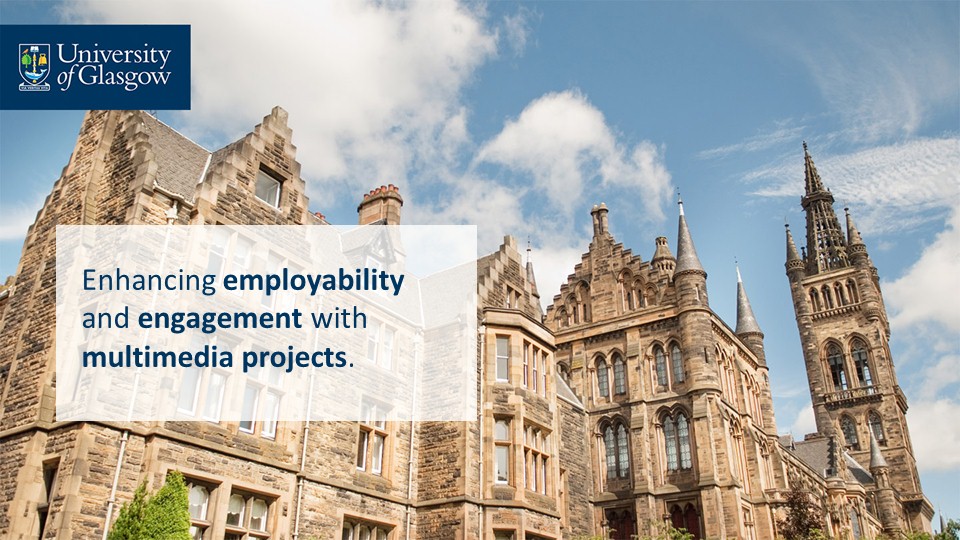 University
of Glasgow
Enhancing employability
and engagement with
multimedia projects.